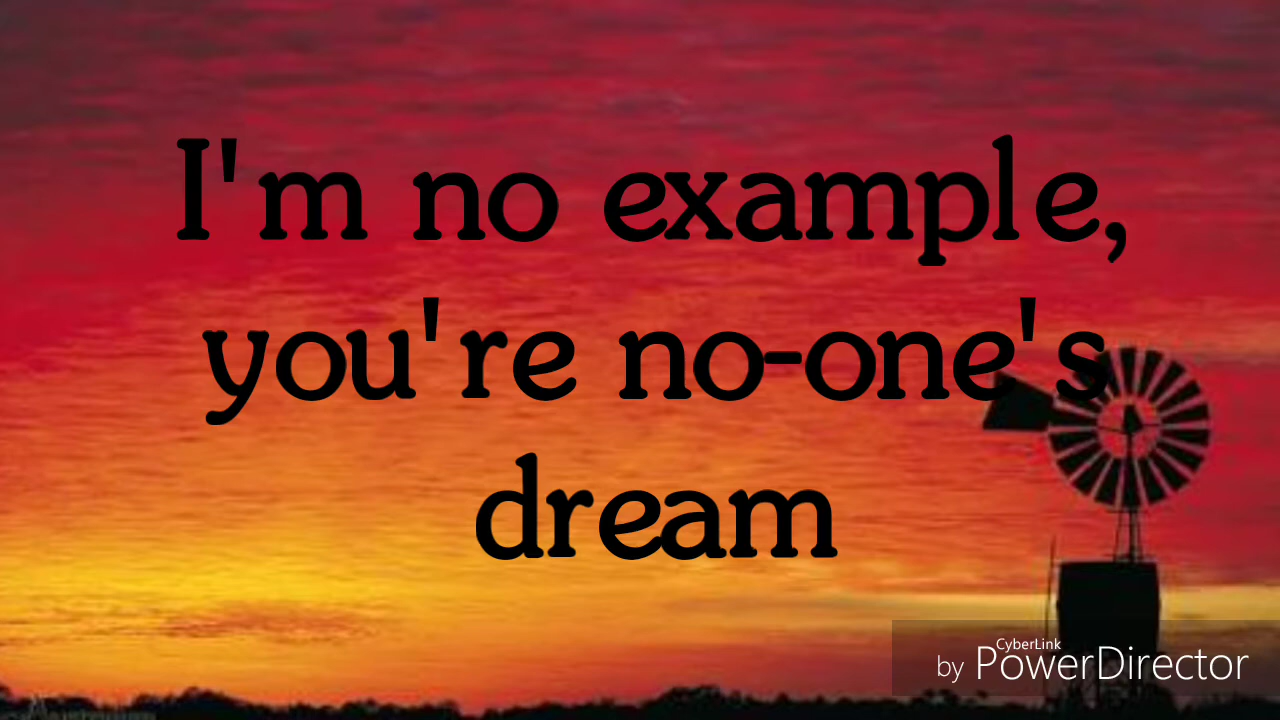 I'm no example,
you're no-one's
dream
CyberLink
by PowerDirector